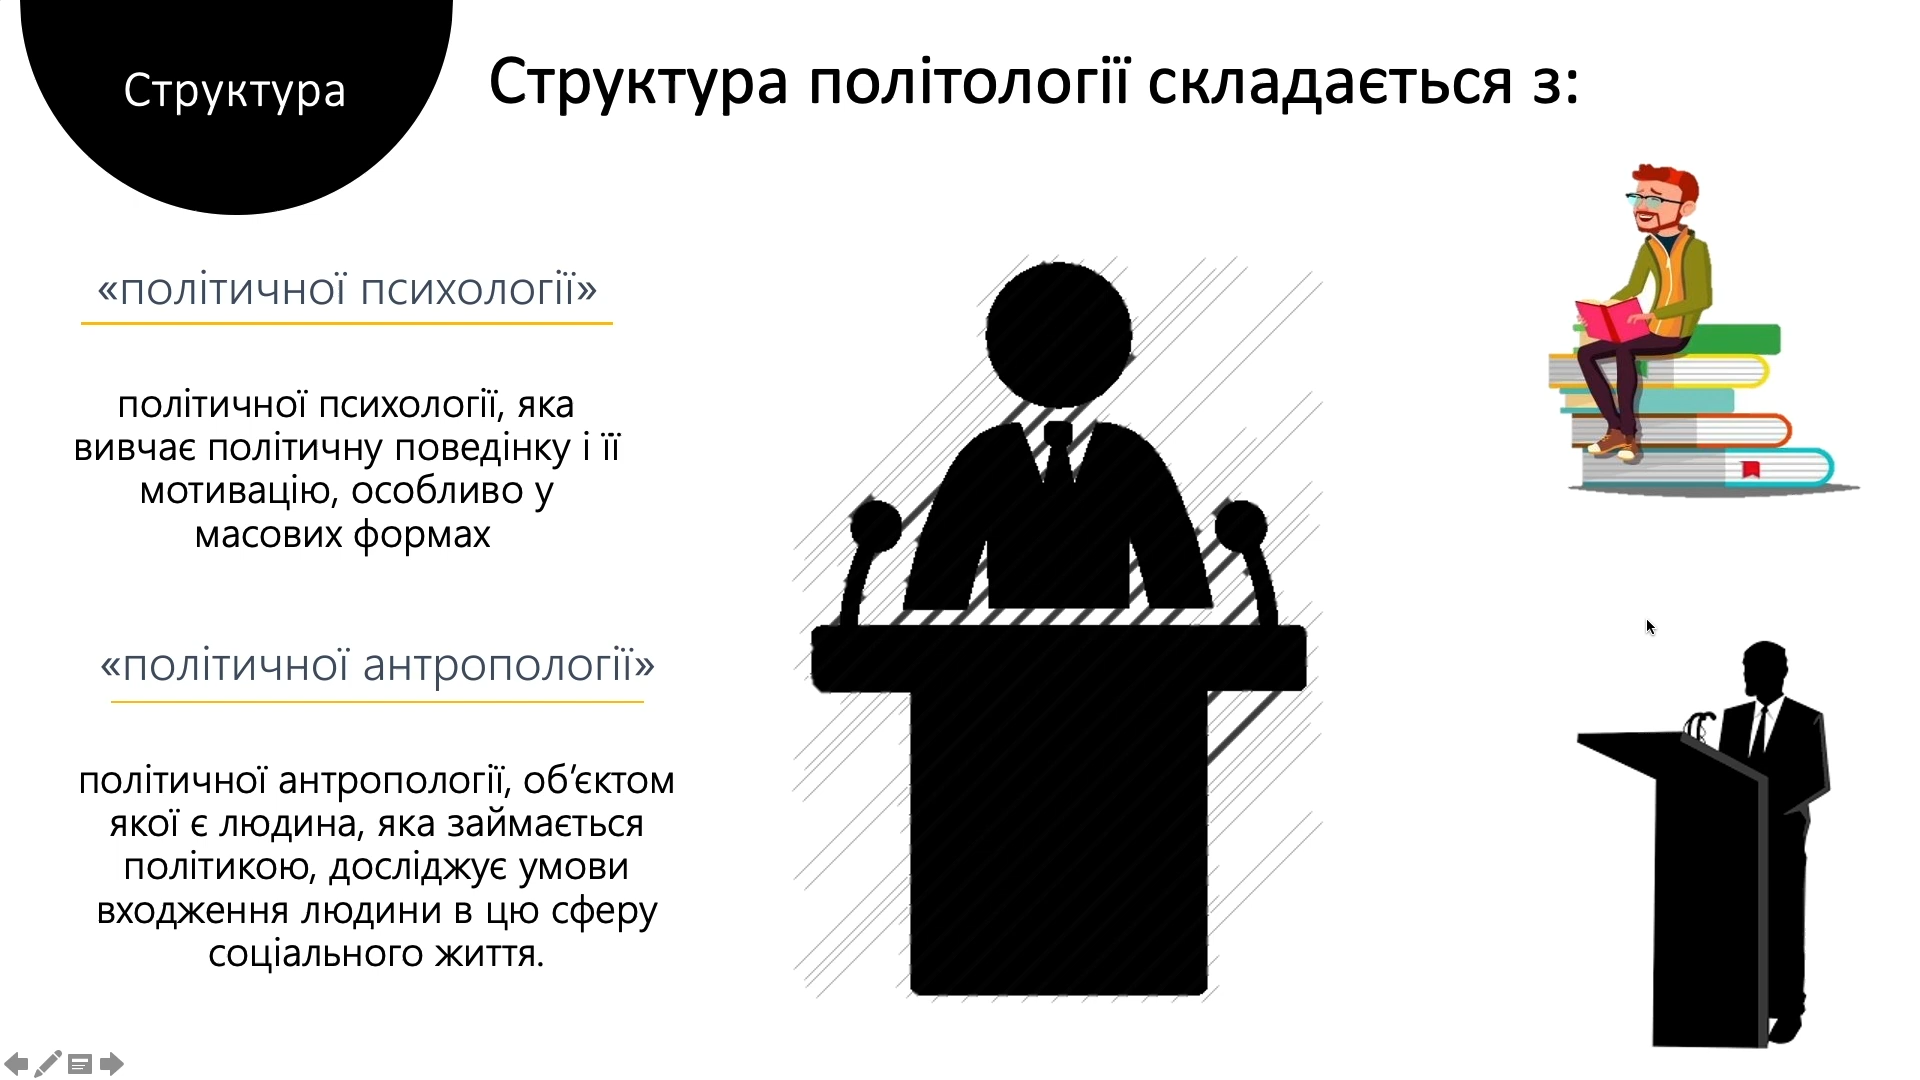 Структура
Структура політології складається з:
«політичної психології»
політичної психології, яка
вивчає політичну поведінку і її
мотивацію, особливо у
масових формах
«політичної антропології»
політичної антропології, об’єктом
якої є людина, яка займається
політикою, досліджує умови
входження людини в цю сферу
соціального життя.